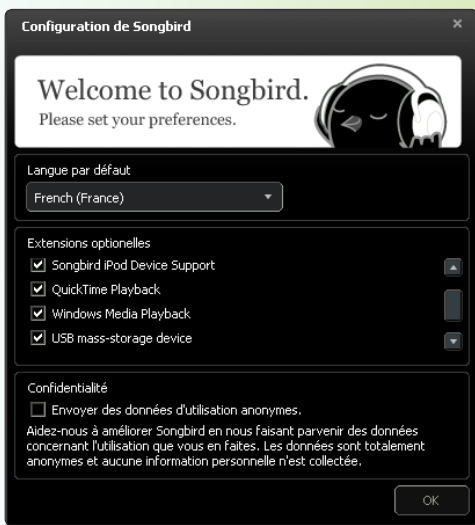 Configuration de Songbird
Welcome to Songbird.
Please set your preferences.
Langue par défaut
French (France)
Extensions optionelles
Songbird iPod Device Support
QuickTime Playback
Windows Media Playback
USB mass-storage device
Confidentialité
Envoyer des données d'utilisation anonymes.
Aidez-nous à améliorer Songbird en nous faisant parvenir des données
concernant l'utilisation que vous en faites. Les données sont totalement
anonymes et aucune information personnelle n'est collectée.
OK